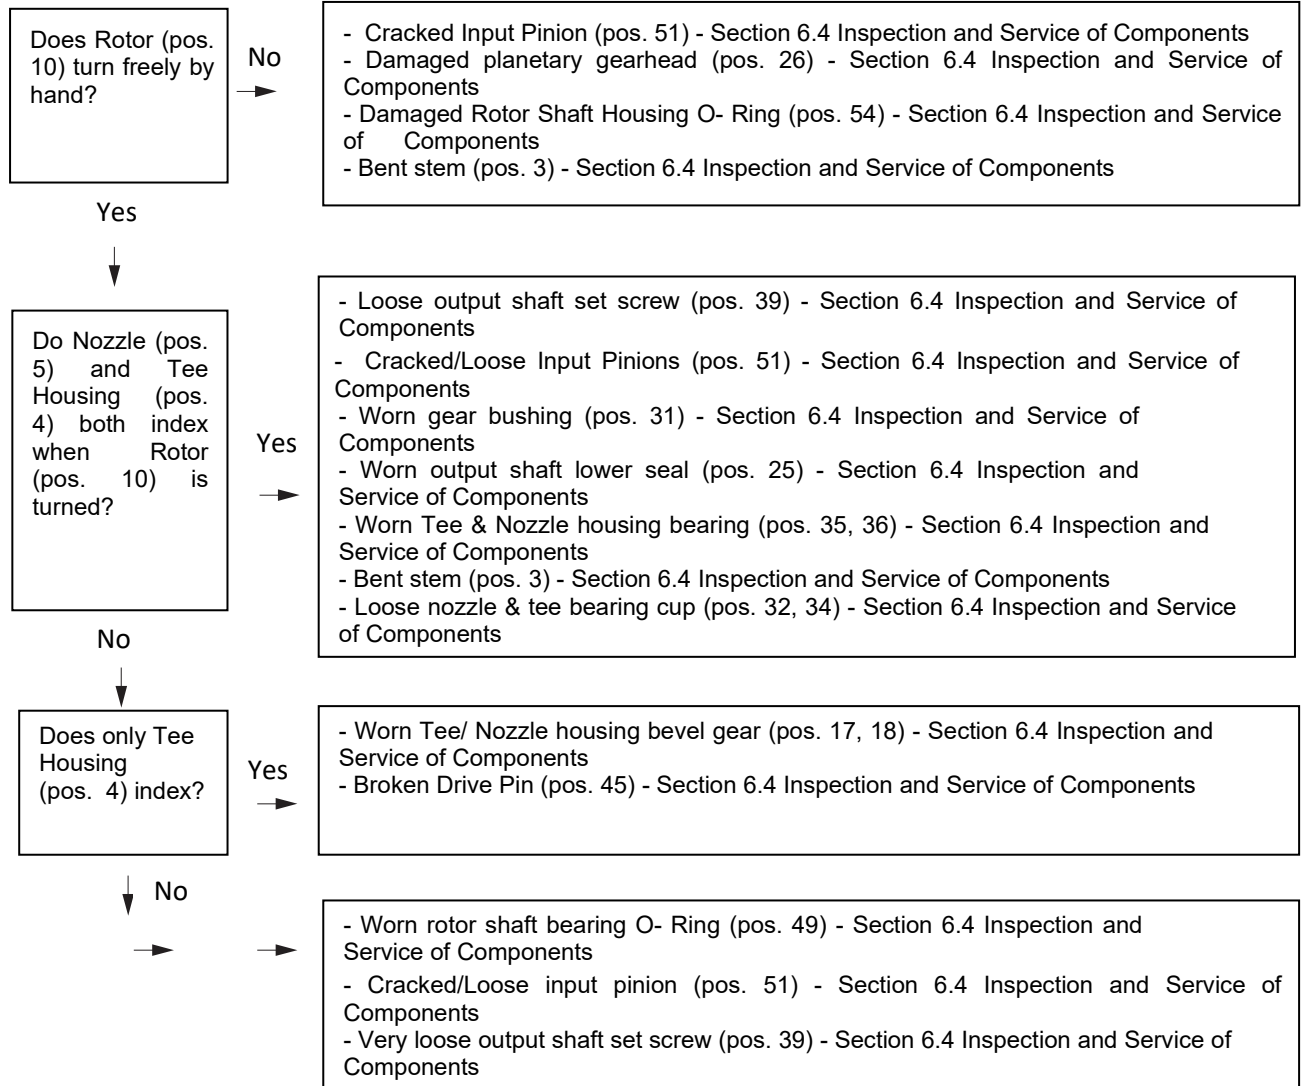 Does Rotor (pos.
10) turn freely by
hand?
No
- Cracked Input Pinion (pos. 51) - Section 6.4 Inspection and Service of Components
- Damaged planetary gearhead (pos. 26) - Section 6.4 Inspection and Service of
Components
- Damaged Rotor Shaft Housing O- Ring (pos. 54) - Section 6.4 Inspection and Service
of Components
- Bent stem (pos. 3) - Section 6.4 Inspection and Service of Components
Yes
Do Nozzle (pos.
5) and Tee
Housing (pos.
4) both index
when Rotor
(pos. 10) is
turned?
Yes
- Loose output shaft set screw (pos. 39) - Section 6.4 Inspection and Service of
Components
- Cracked/Loose Input Pinions (pos. 51) - Section 6.4 Inspection and Service of
Components
- Worn gear bushing (pos. 31) - Section 6.4 Inspection and Service of
Components
- Worn output shaft lower seal (pos. 25) - Section 6.4 Inspection and
Service of Components
- Worn Tee & Nozzle housing bearing (pos. 35, 36) - Section 6.4 Inspection and
Service of Components
- Bent stem (pos. 3) - Section 6.4 Inspection and Service of Components
- Loose nozzle & tee bearing cup (pos. 32, 34) - Section 6.4 Inspection and Service
of Components
No
Does only Tee
Housing
(pos. 4) index?
Yes
- Worn Tee/ Nozzle housing bevel gear (pos. 17, 18) - Section 6.4 Inspection and
Service of Components
- Broken Drive Pin (pos. 45) - Section 6.4 Inspection and Service of Components
No
- Worn rotor shaft bearing O- Ring (pos. 49) - Section 6.4 Inspection and
Service of Components
- Cracked/Loose input pinion (pos. 51) - Section 6.4 Inspection and Service of
Components
- Very loose output shaft set screw (pos. 39) - Section 6.4 Inspection and Service of
Components